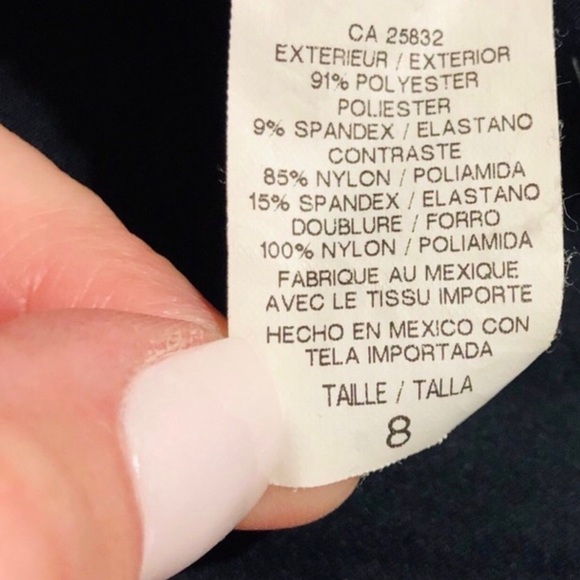 CA 25832
EXTERIEUR / EXTERIOR
91% POLYESTER
POLIESTER
9% SPANDEX / ELASTANO
CONTRASTE
85% NYLON / POLIAMIDA
15% SPANDEX / ELASTANO
DOUBLURE / FORRO
100% NYLON / POLIAMIDA
FABRIQUE AU MEXIQUE
AVEC LE TISSU IMPORTE
HECHO EN MEXICO CON
TELA IMPORTADA
TAILLE / TALLA
8